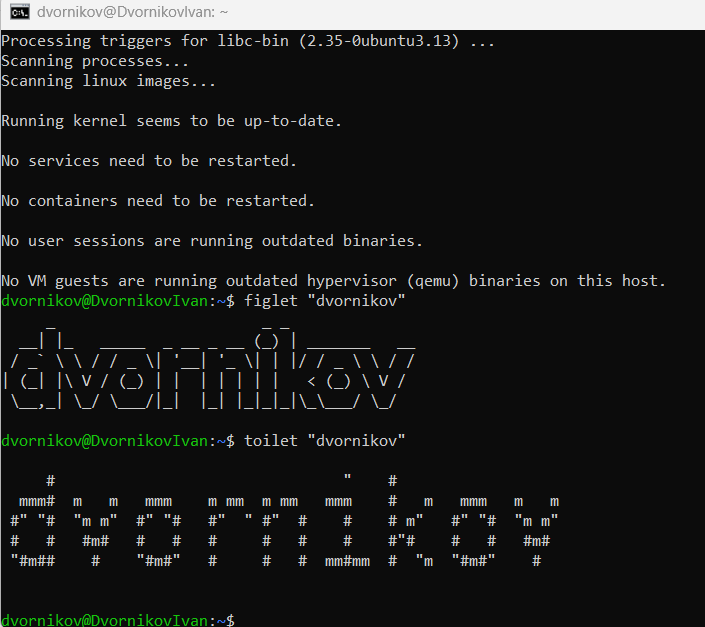 dvornikov@DvornikovIvan: ~
Processing triggers for libc-bin (2.35-0ubuntu3.13) ...
Scanning processes...
Scanning linux images...
Running kernel seems to be up-to-date.
No services need to be restarted.
No containers need to be restarted.
No user sessions are running outdated binaries.
No VM guests are running outdated hypervisor (qemu) binaries on this host.
dvornikov@DvornikovIvan:~$ figlet "dvornikov"
dvornikov
dvornikov@DvornikovIvan:~$ toilet "dvornikov"
dvornikov
dvornikov@DvornikovIvan:~$